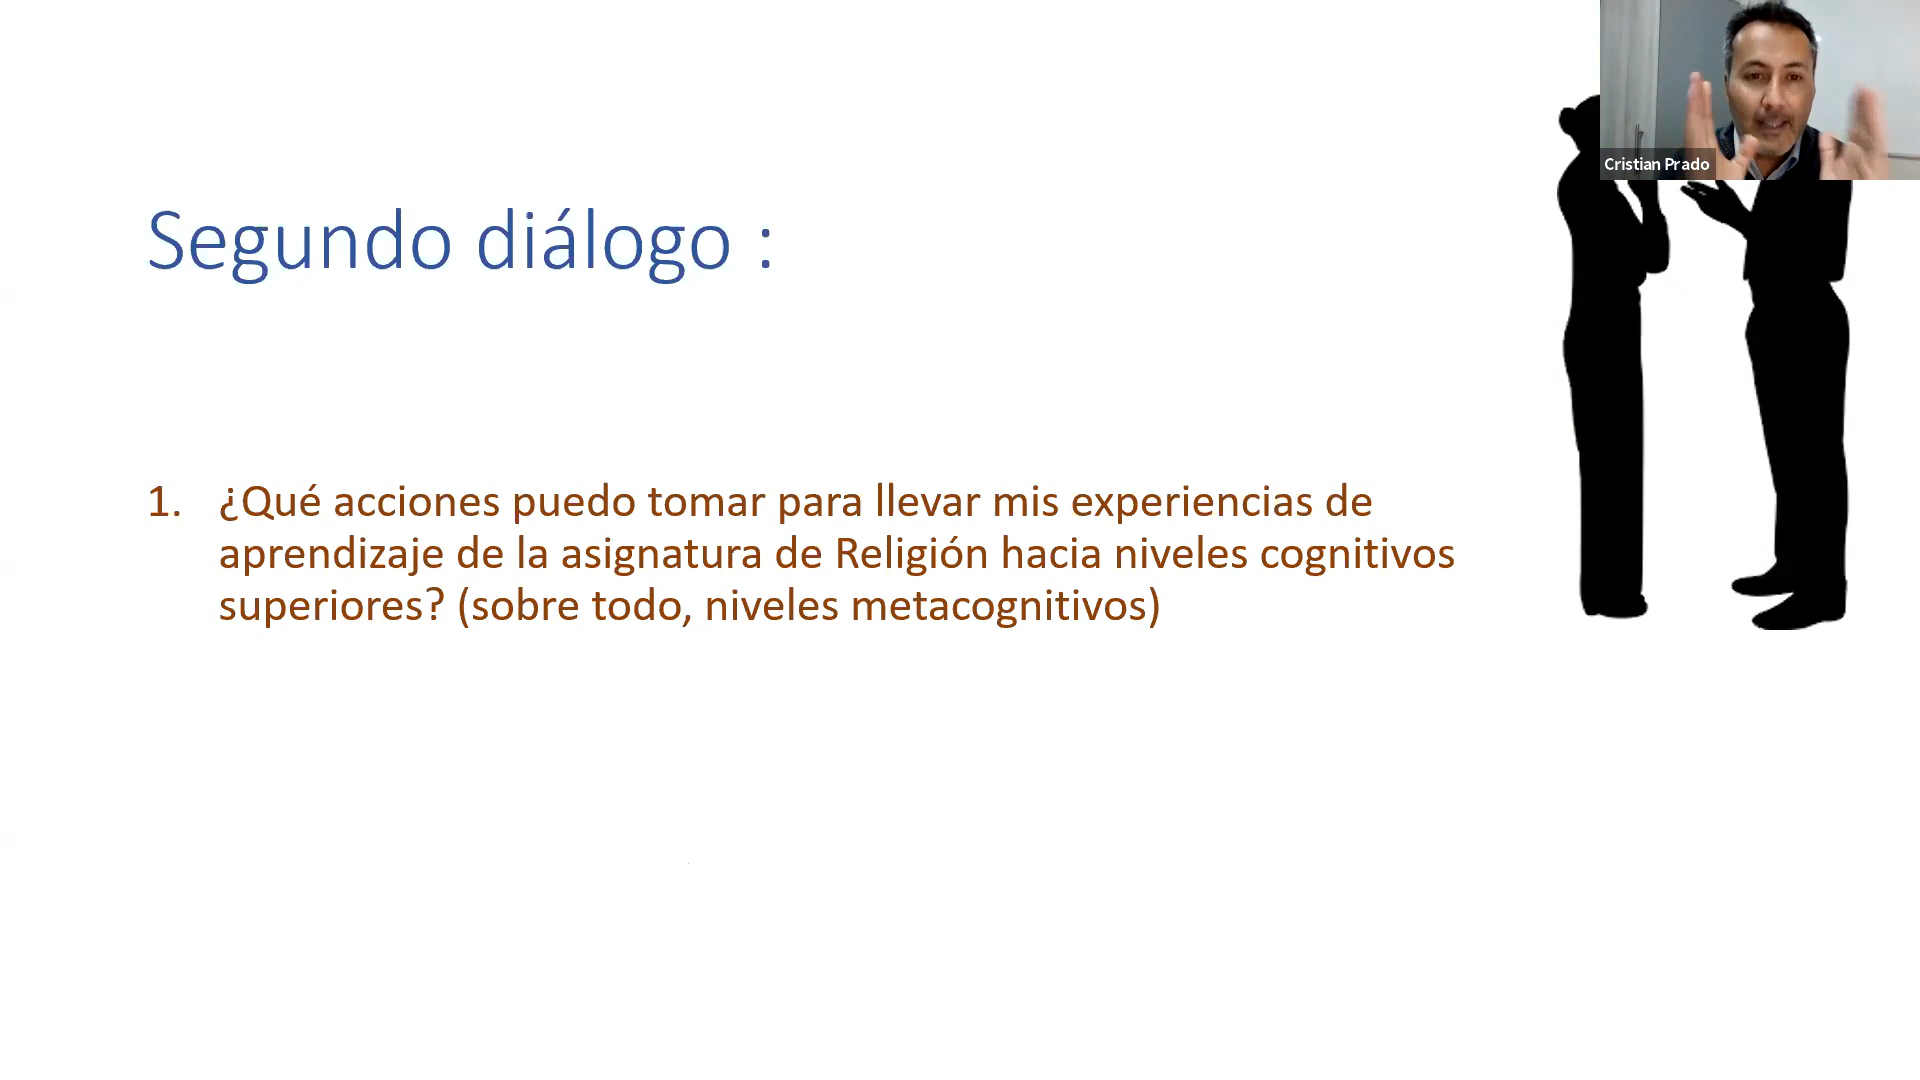 Cristian Prado
Segundo diálogo :
1. ¿Qué acciones puedo tomar para llevar mis experiencias de
aprendizaje de la asignatura de Religión hacia niveles cognitivos
superiores? (sobre todo, niveles metacognitivos)